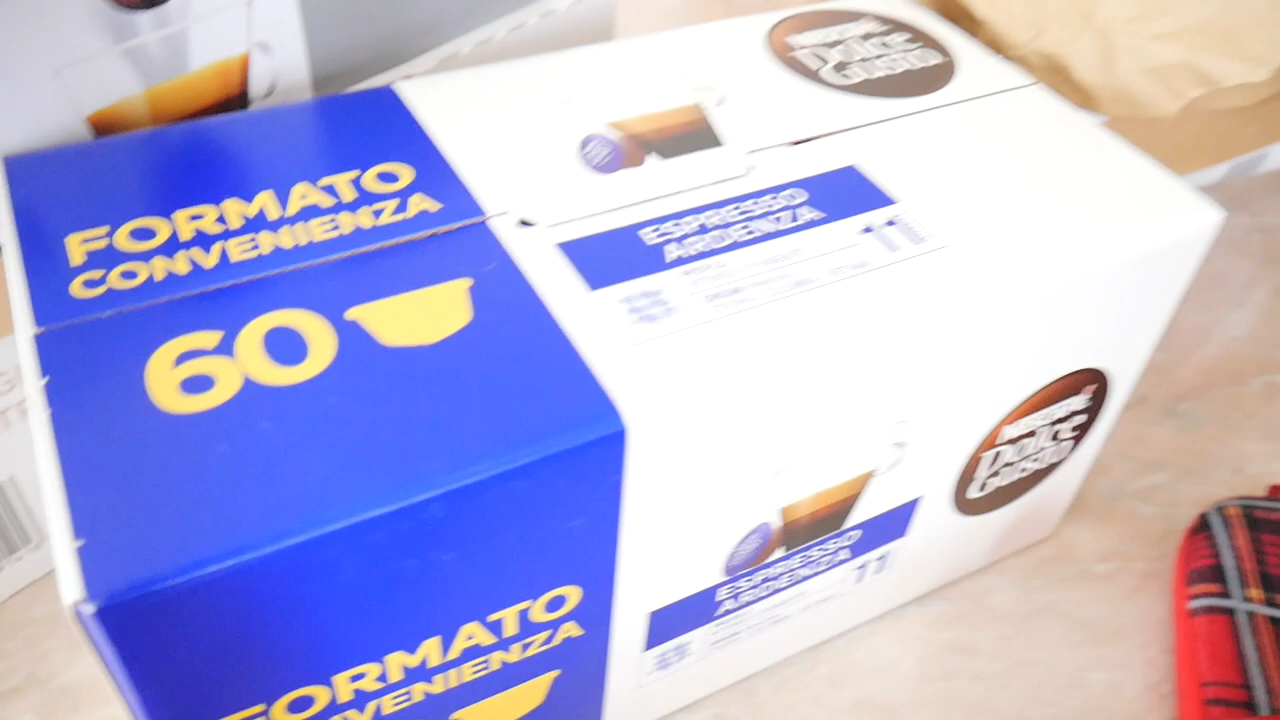 NESCAFÉ
Dolce
Gusto
FORMATO
CONVENIENZA
60
ESPRESSO
ARDENZA
11
NESCAFÉ
Dolce
Gusto
ESPRESSO
ARDENZA
11
FORMATO
CONVENIENZA